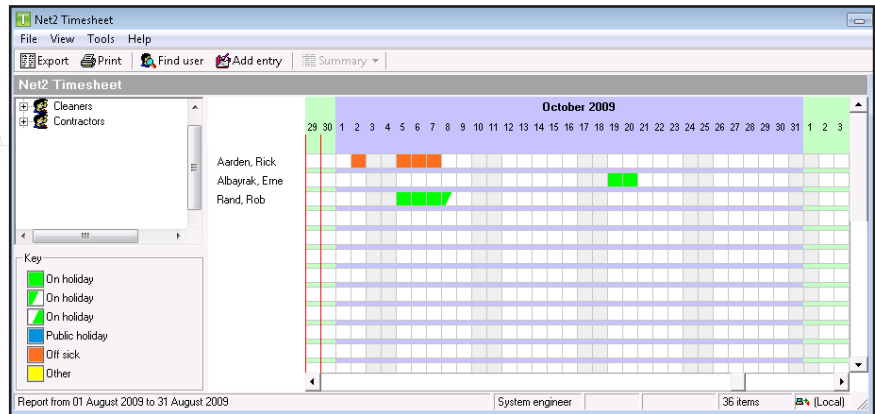 Net2 Timesheet
File View Tools Help
Export Print Find user Add entry Summary
Net2 Timesheet
Cleaners
Contractors
October 2009
29 30 1 2 3 4 5 6 7 8 9 10 11 12 13 14 15 16 17 18 19 20 21 22 23 24 25 26 27 28 29 30 31 1 2 3
Aarden, Rick
Albayrak, Eme
Rand, Rob
Key
On holiday
On holiday
On holiday
Public holiday
Off sick
Other
Report from 01 August 2009 to 31 August 2009 System engineer 36 items (Local)